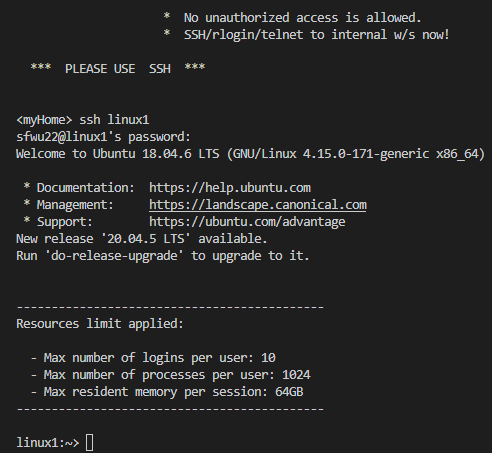 * No unauthorized access is allowed.
* SSH/rlogin/telnet to internal w/s now!
*** PLEASE USE SSH ***
<myHome> ssh linux1
sfwu22@linux1's password:
Welcome to Ubuntu 18.04.6 LTS (GNU/Linux 4.15.0-171-generic x86_64)
* Documentation: https://help.ubuntu.com
* Management: https://landscape.canonical.com
* Support: https://ubuntu.com/advantage
New release '20.04.5 LTS' available.
Run 'do-release-upgrade' to upgrade to it.
--------------------------------------------
Resources limit applied:
- Max number of logins per user: 10
- Max number of processes per user: 1024
- Max resident memory per session: 64GB
--------------------------------------------
linux1:~>